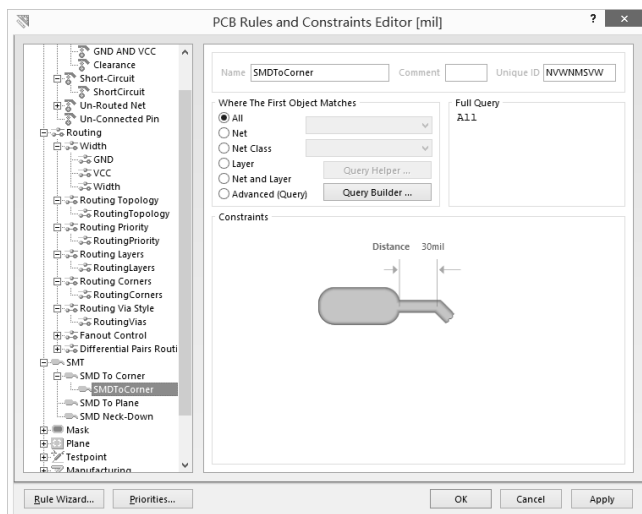 PCB Rules and Constraints Editor [mil]
?
×
GND AND VCC
Clearance
Short-Circuit
ShortCircuit
Un-Routed Net
Un-Connected Pin
Routing
Width
GND
VCC
Width
Routing Topology
RoutingTopology
Routing Priority
RoutingPriority
Routing Layers
RoutingLayers
Routing Corners
RoutingCorners
Routing Via Style
RoutingVias
Fanout Control
Differential Pairs Routi
SMT
SMD To Corner
SMDToCorner
SMD To Plane
SMD Neck-Down
Mask
Plane
Testpoint
Manufacturing
Name SMDToCorner Comment Unique ID NVWNMSVW
Where The First Object Matches
All
Net
Net Class
Layer
Net and Layer
Advanced (Query)
Query Helper ...
Query Builder ...
Full Query
All
Constraints
Distance 30mil
Rule Wizard... Priorities... OK Cancel Apply